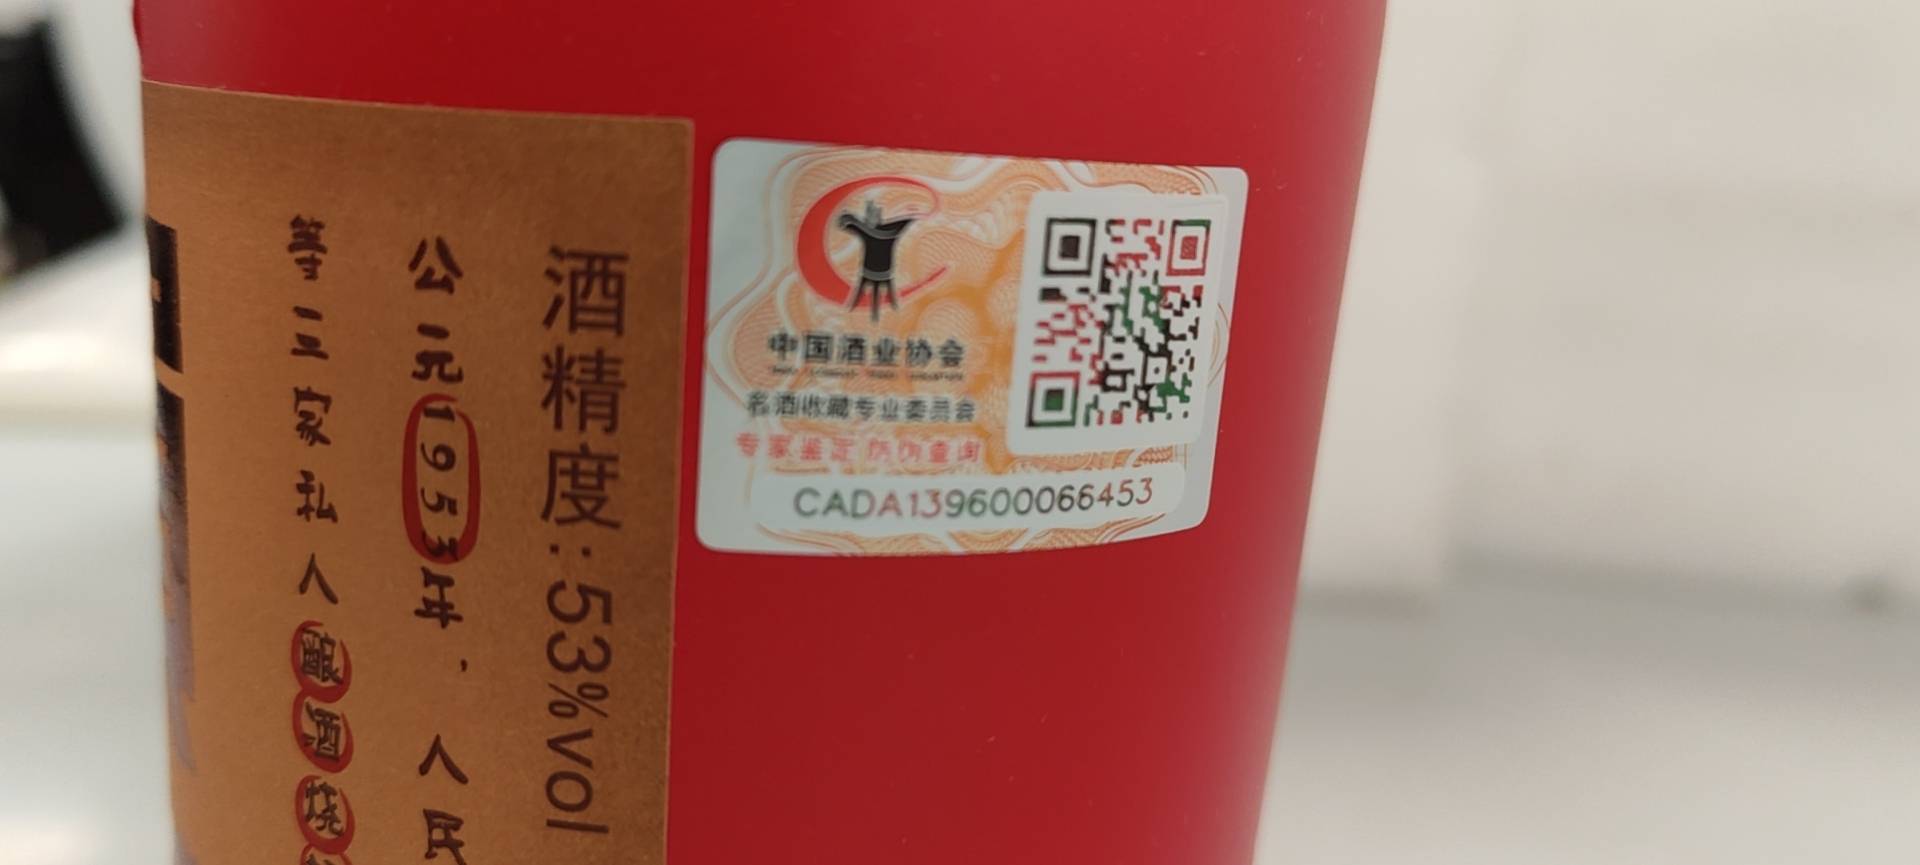 酒精度:53%vol
公元1953年，人民
等三家私人酿酒烧
中国酒业协会
名酒收藏专业委员会
专家鉴定 防伪查询
CADA139600066453